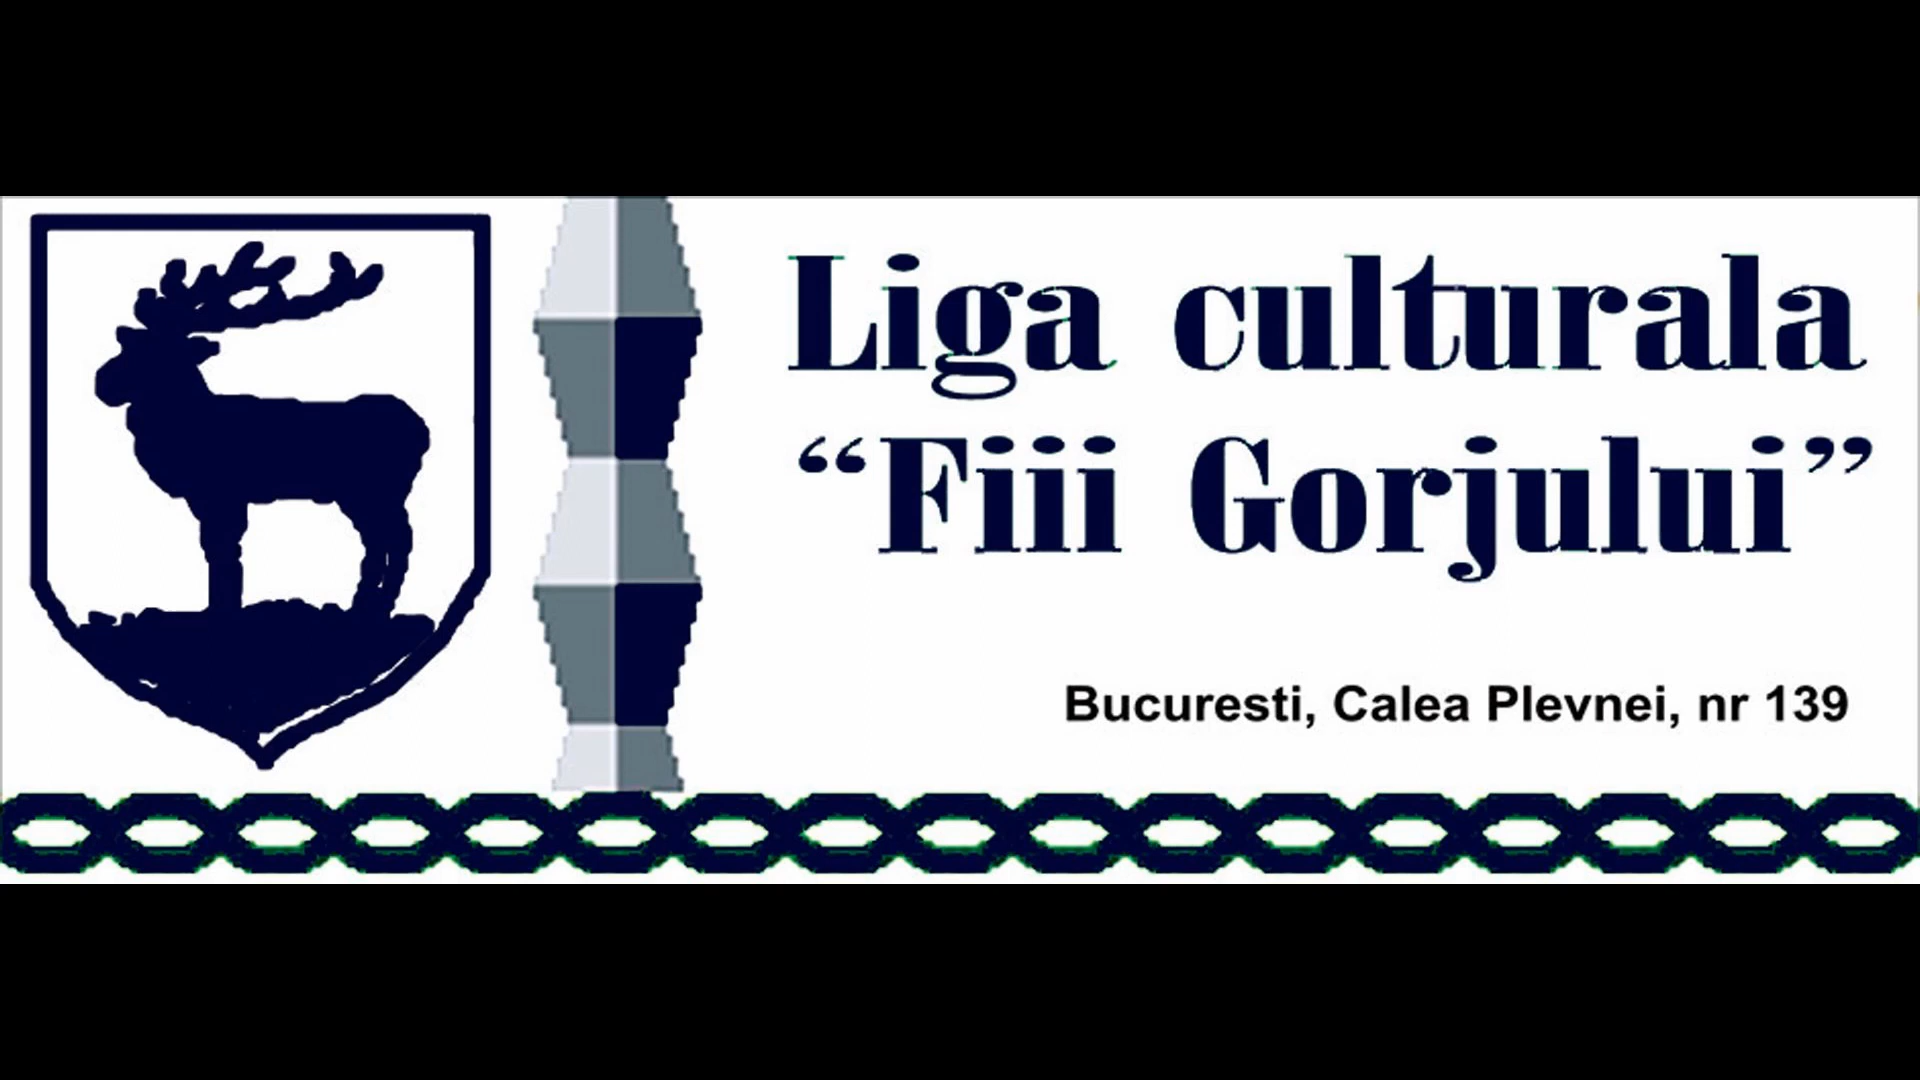 Liga culturala
“Fiii Gorjului”
Bucuresti, Calea Plevnei, nr 139